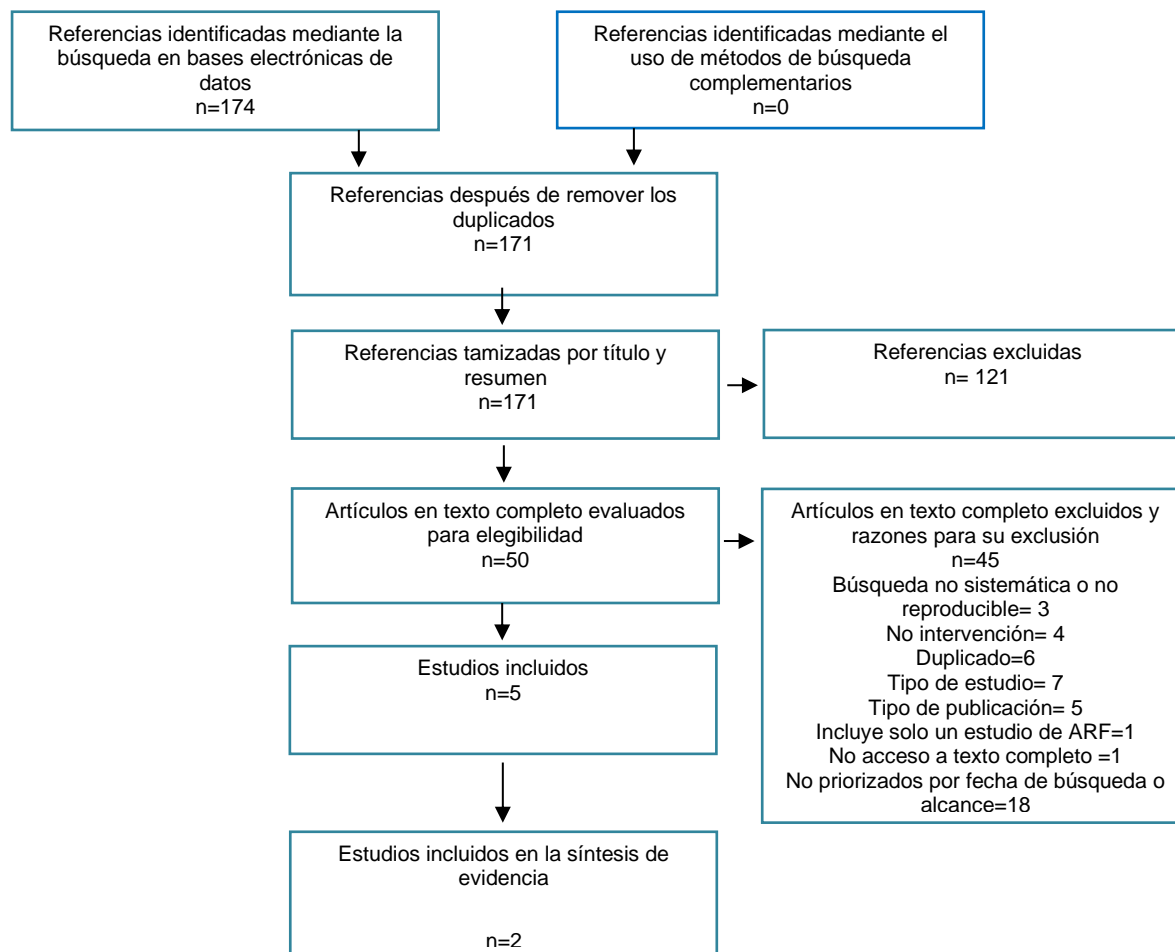 Referencias identificadas mediante la
búsqueda en bases electrónicas de
datos
n=174
Referencias identificadas mediante el
uso de métodos de búsqueda
complementarios
n=0
Referencias después de remover los
duplicados
n=171
Referencias tamizadas por título y
resumen
n=171
Referencias excluidas
n= 121
Artículos en texto completo evaluados
para elegibilidad
n=50
Artículos en texto completo excluidos y
razones para su exclusión
n=45
Búsqueda no sistemática o no
reproducible= 3
No intervención= 4
Duplicado=6
Tipo de estudio= 7
Tipo de publicación= 5
Incluye solo un estudio de ARF=1
No acceso a texto completo =1
No priorizados por fecha de búsqueda o
alcance=18
Estudios incluidos
n=5
Estudios incluidos en la síntesis de
evidencia
n=2